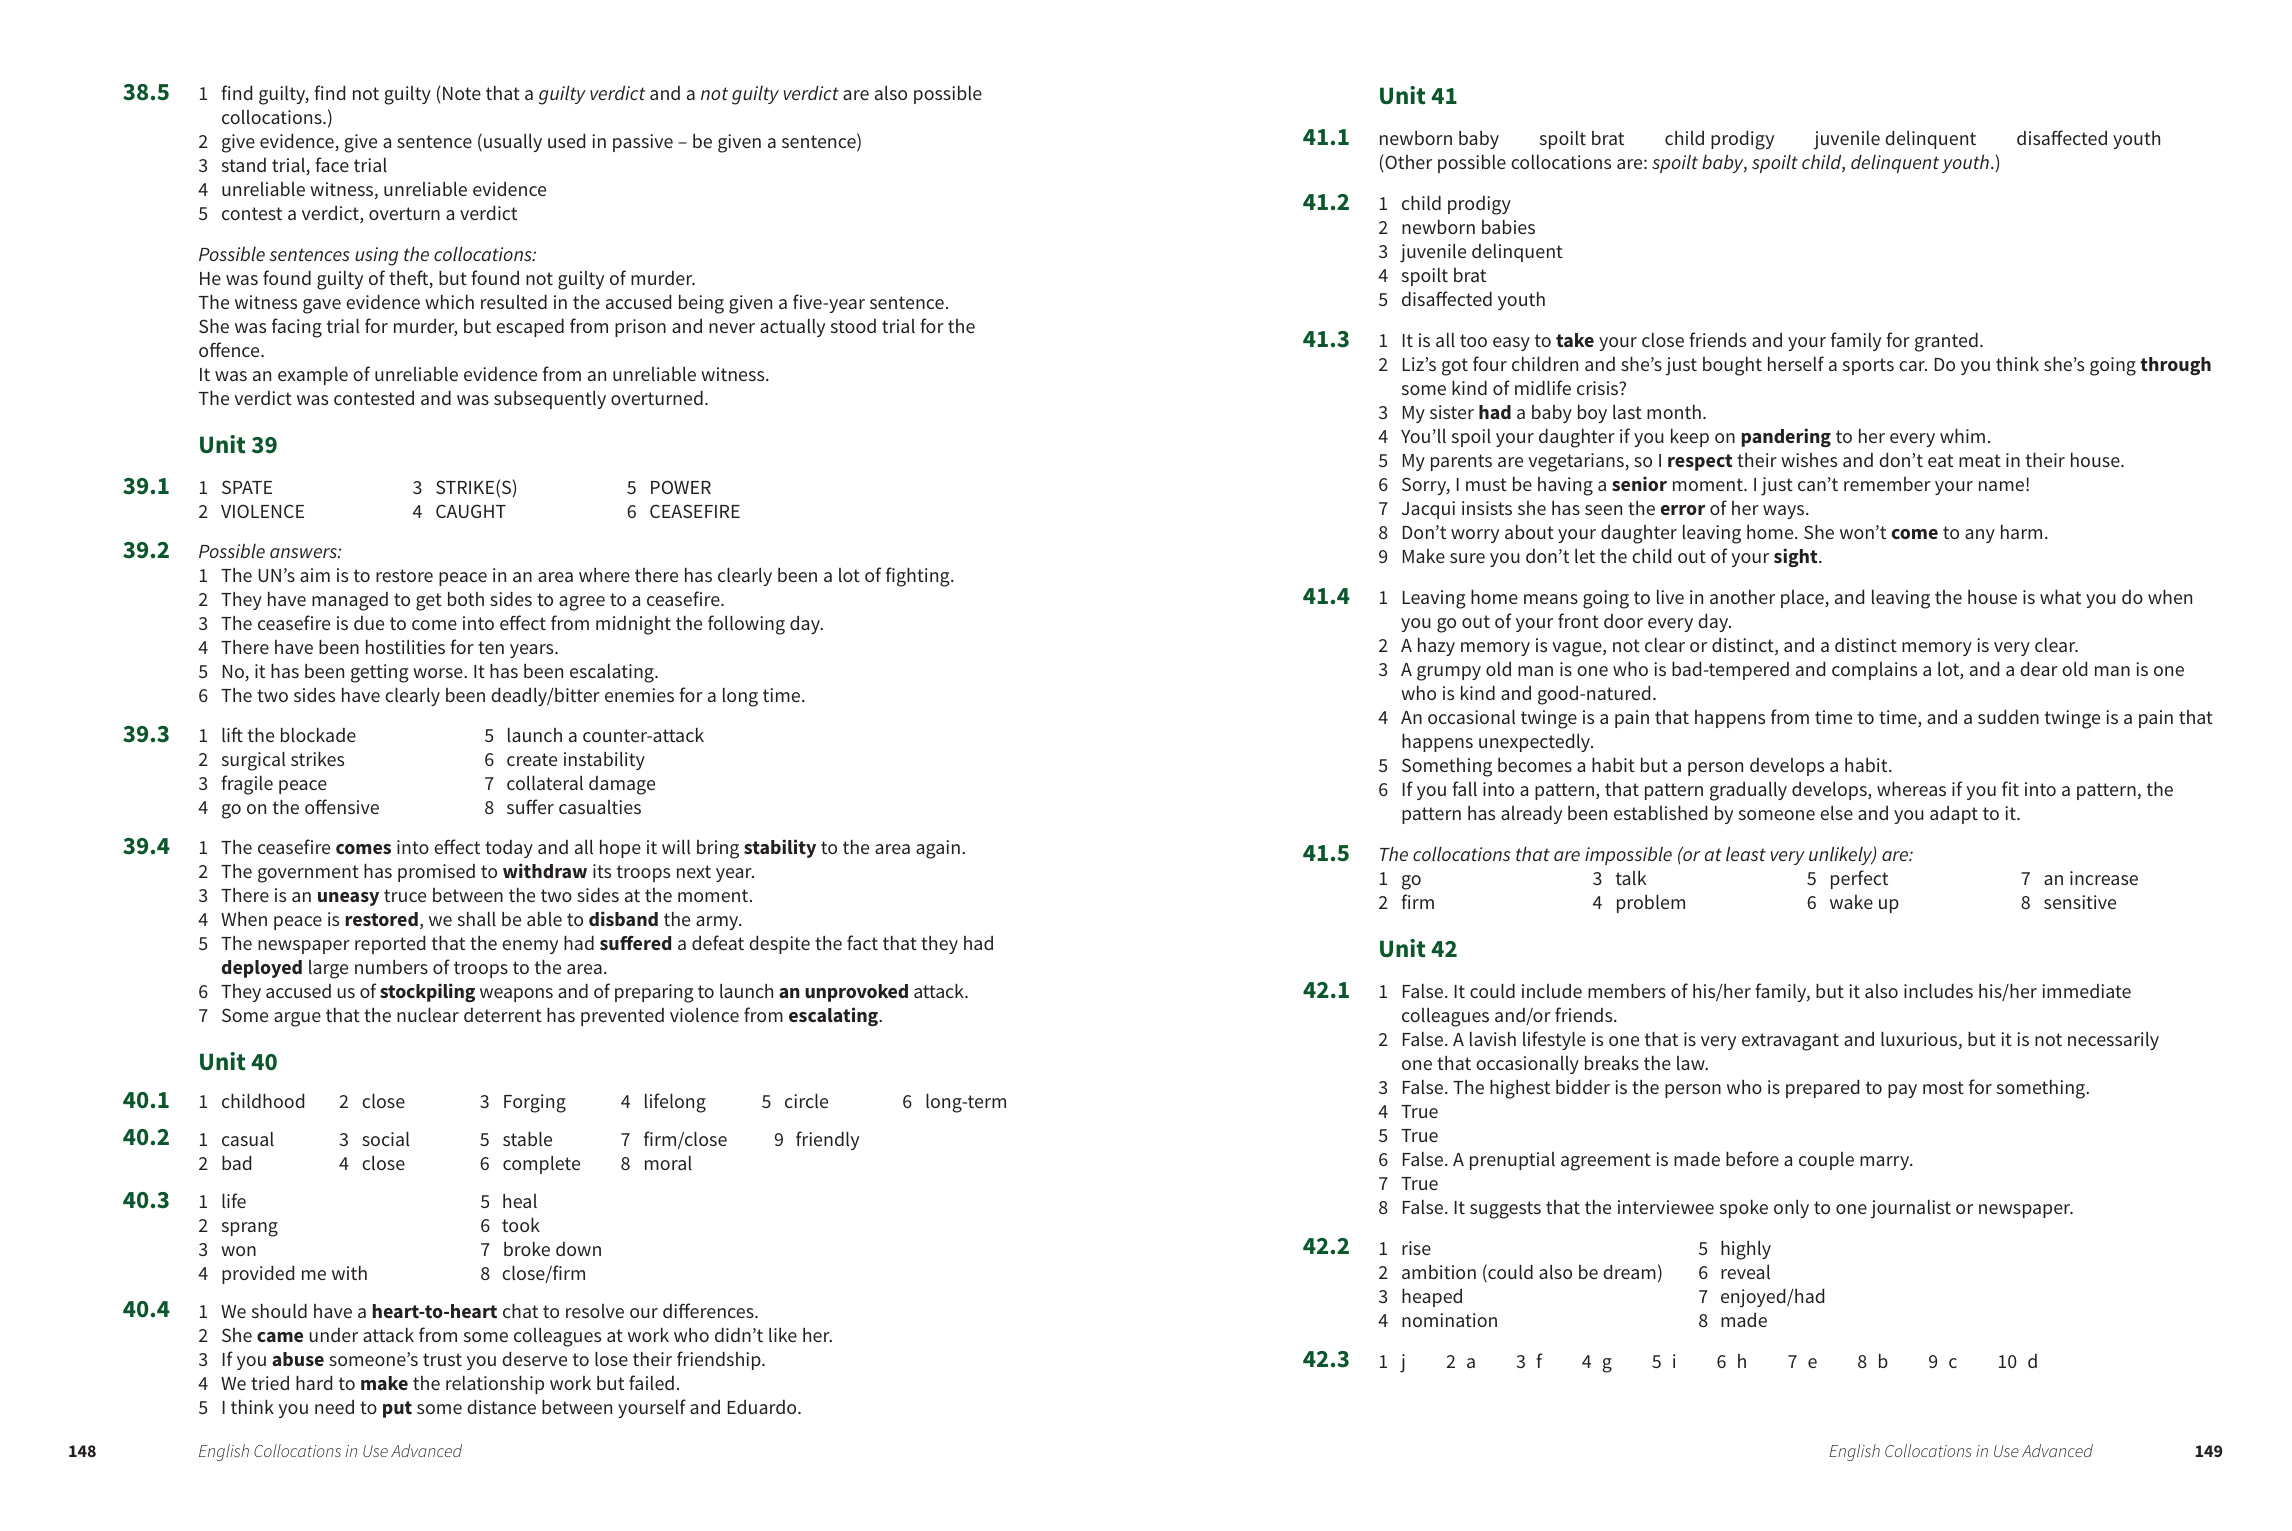 38.5 1 find guilty, find not guilty (Note that a guilty verdict and a not guilty verdict are also possible
collocations.)
2 give evidence, give a sentence (usually used in passive – be given a sentence)
3 stand trial, face trial
4 unreliable witness, unreliable evidence
5 contest a verdict, overturn a verdict
Possible sentences using the collocations:
He was found guilty of theft, but found not guilty of murder.
The witness gave evidence which resulted in the accused being given a five-year sentence.
She was facing trial for murder, but escaped from prison and never actually stood trial for the
offence.
It was an example of unreliable evidence from an unreliable witness.
The verdict was contested and was subsequently overturned.
Unit 39
39.1 1 SPATE 3 STRIKE(S) 5 POWER
2 VIOLENCE 4 CAUGHT 6 CEASEFIRE
39.2 Possible answers:
1 The UN’s aim is to restore peace in an area where there has clearly been a lot of fighting.
2 They have managed to get both sides to agree to a ceasefire.
3 The ceasefire is due to come into effect from midnight the following day.
4 There have been hostilities for ten years.
5 No, it has been getting worse. It has been escalating.
6 The two sides have clearly been deadly/bitter enemies for a long time.
39.3 1 lift the blockade 5 launch a counter-attack
2 surgical strikes 6 create instability
3 fragile peace 7 collateral damage
4 go on the offensive 8 suffer casualties
39.4 1 The ceasefire comes into effect today and all hope it will bring stability to the area again.
2 The government has promised to withdraw its troops next year.
3 There is an uneasy truce between the two sides at the moment.
4 When peace is restored, we shall be able to disband the army.
5 The newspaper reported that the enemy had suffered a defeat despite the fact that they had
deployed large numbers of troops to the area.
6 They accused us of stockpiling weapons and of preparing to launch an unprovoked attack.
7 Some argue that the nuclear deterrent has prevented violence from escalating.
Unit 40
40.1 1 childhood 2 close 3 Forging 4 lifelong 5 circle 6 long-term
40.2 1 casual 3 social 5 stable 7 firm/close 9 friendly
2 bad 4 close 6 complete 8 moral
40.3 1 life 5 heal
2 sprang 6 took
3 won 7 broke down
4 provided me with 8 close/firm
40.4 1 We should have a heart-to-heart chat to resolve our differences.
2 She came under attack from some colleagues at work who didn’t like her.
3 If you abuse someone’s trust you deserve to lose their friendship.
4 We tried hard to make the relationship work but failed.
5 I think you need to put some distance between yourself and Eduardo.
148 English Collocations in Use Advanced
Unit 41
41.1 newborn baby spoilt brat child prodigy juvenile delinquent disaffected youth
(Other possible collocations are: spoilt baby, spoilt child, delinquent youth.)
41.2 1 child prodigy
2 newborn babies
3 juvenile delinquent
4 spoilt brat
5 disaffected youth
41.3 1 It is all too easy to take your close friends and your family for granted.
2 Liz’s got four children and she’s just bought herself a sports car. Do you think she’s going through
some kind of midlife crisis?
3 My sister had a baby boy last month.
4 You’ll spoil your daughter if you keep on pandering to her every whim.
5 My parents are vegetarians, so I respect their wishes and don’t eat meat in their house.
6 Sorry, I must be having a senior moment. I just can’t remember your name!
7 Jacqui insists she has seen the error of her ways.
8 Don’t worry about your daughter leaving home. She won’t come to any harm.
9 Make sure you don’t let the child out of your sight.
41.4 1 Leaving home means going to live in another place, and leaving the house is what you do when
you go out of your front door every day.
2 A hazy memory is vague, not clear or distinct, and a distinct memory is very clear.
3 A grumpy old man is one who is bad-tempered and complains a lot, and a dear old man is one
who is kind and good-natured.
4 An occasional twinge is a pain that happens from time to time, and a sudden twinge is a pain that
happens unexpectedly.
5 Something becomes a habit but a person develops a habit.
6 If you fall into a pattern, that pattern gradually develops, whereas if you fit into a pattern, the
pattern has already been established by someone else and you adapt to it.
41.5 The collocations that are impossible (or at least very unlikely) are:
1 go 3 talk 5 perfect 7 an increase
2 firm 4 problem 6 wake up 8 sensitive
Unit 42
42.1 1 False. It could include members of his/her family, but it also includes his/her immediate
colleagues and/or friends.
2 False. A lavish lifestyle is one that is very extravagant and luxurious, but it is not necessarily
one that occasionally breaks the law.
3 False. The highest bidder is the person who is prepared to pay most for something.
4 True
5 True
6 False. A prenuptial agreement is made before a couple marry.
7 True
8 False. It suggests that the interviewee spoke only to one journalist or newspaper.
42.2 1 rise 5 highly
2 ambition (could also be dream) 6 reveal
3 heaped 7 enjoyed/had
4 nomination 8 made
42.3 1 j 2 a 3 f 4 g 5 i 6 h 7 e 8 b 9 c 10 d
English Collocations in Use Advanced 149